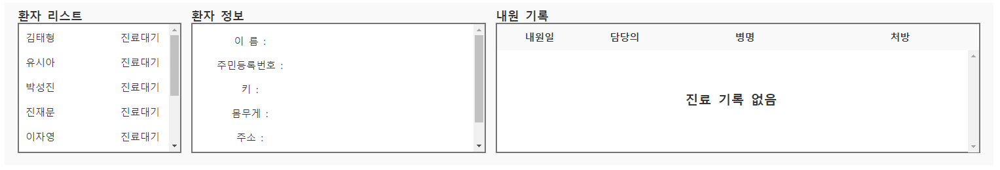 환자 리스트
김태형 진료대기
유시아 진료대기
박성진 진료대기
진재문 진료대기
이자영 진료대기
환자 정보
이 름 :
주민등록번호 :
키 :
몸무게 :
주소 :
내원 기록
내원일 담당의 병명 처방
진료 기록 없음